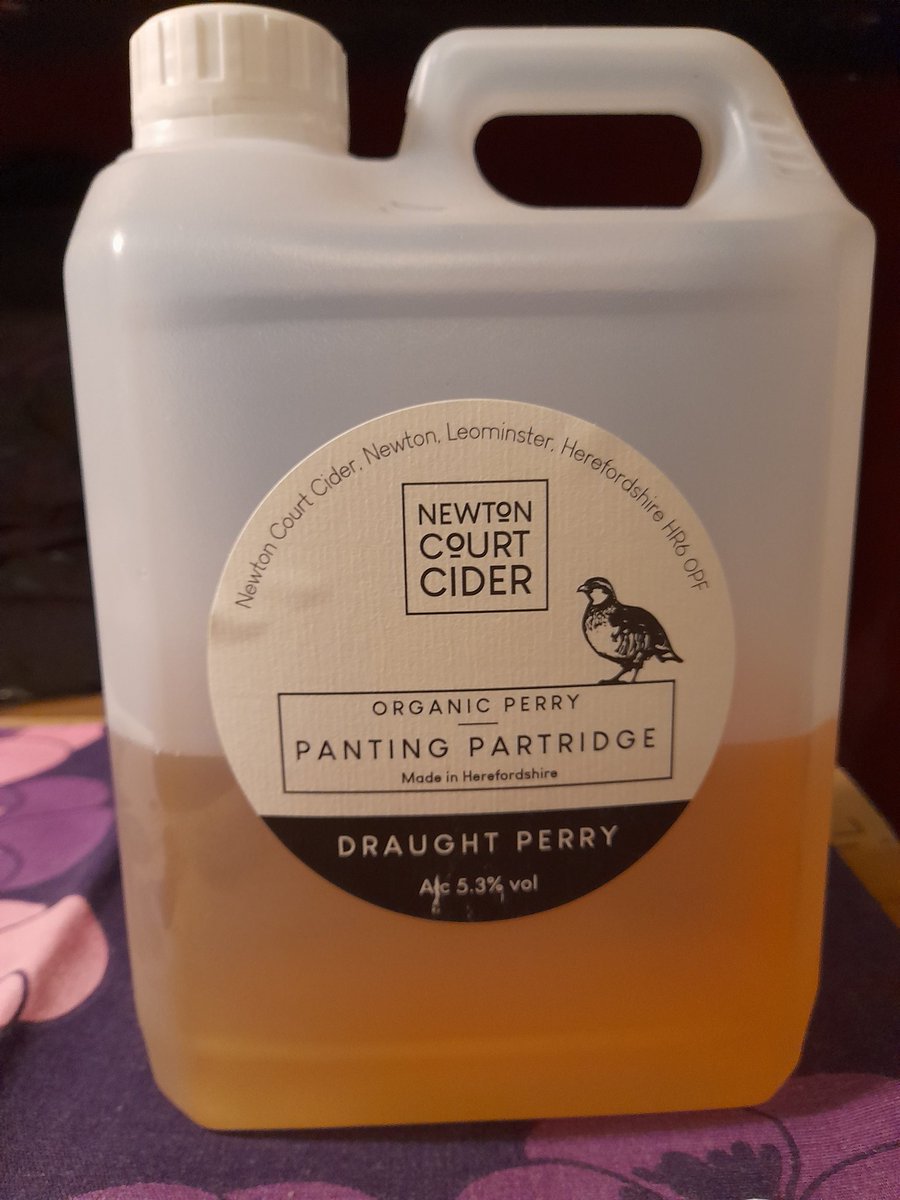 Newton Court Cider, Newton, Leominster, Herefordshire HR6 0PF
NEWTON
COURT
CIDER
ORGANIC PERRY
PANTING PARTRIDGE
Made in Herefordshire
DRAUGHT PERRY
Alc 5.3% vol